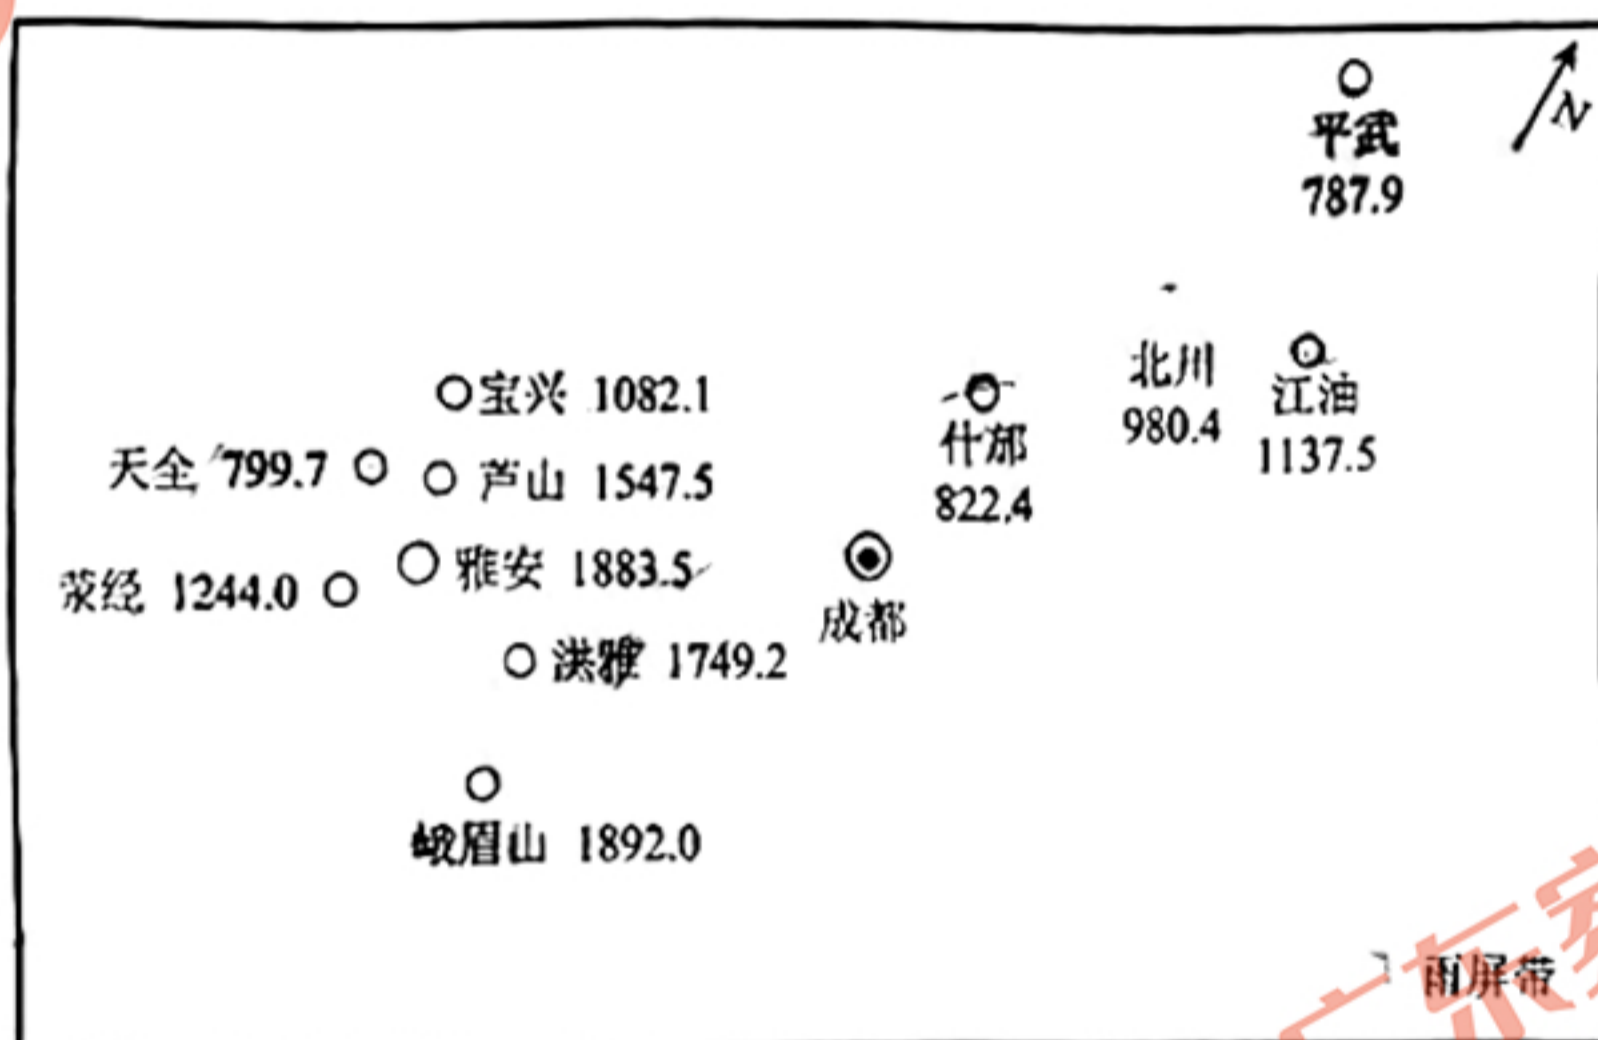 N
平武
787.9
北川
980.4
江油
1137.5
宝兴 1082.1
什邡
822.4
天全 799.7
芦山 1547.5
雅安 1883.5
荥经 1244.0
成都
洪雅 1749.2
峨眉山 1892.0
雨屏带
广东